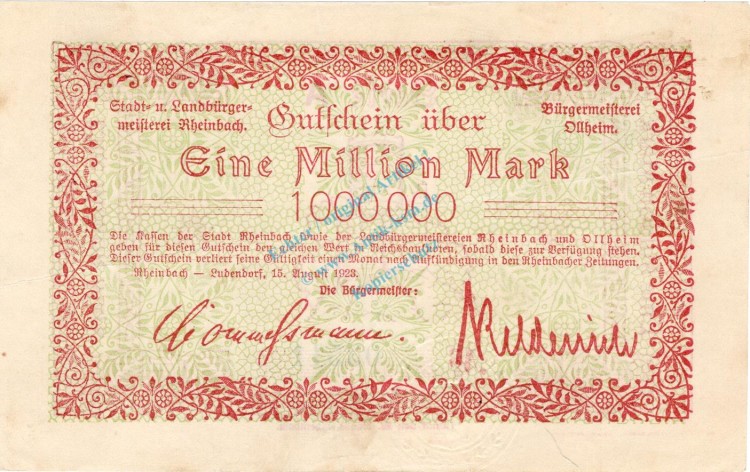 Stadt- u. Landbürger-
meisterei Rheinbach.
Gutschein über
Bürgermeisterei
Ollheim.
Eine Million Mark
1000000
Die Kassen der Stadt Rheinbach sowie der Landbürgermeistereien Rheinbach und Ollheim
geben für diesen Gutschein den gleichen Wert in Reichsbanknoten, sobald diese zur Verfügung stehen.
Dieser Gutschein verliert seine Gültigkeit einen Monat nach Aufkündigung in den Rheinbacher Zeitungen.
Rheinbach — Ludendorf, 15. August 1923.
Die Bürgermeister: